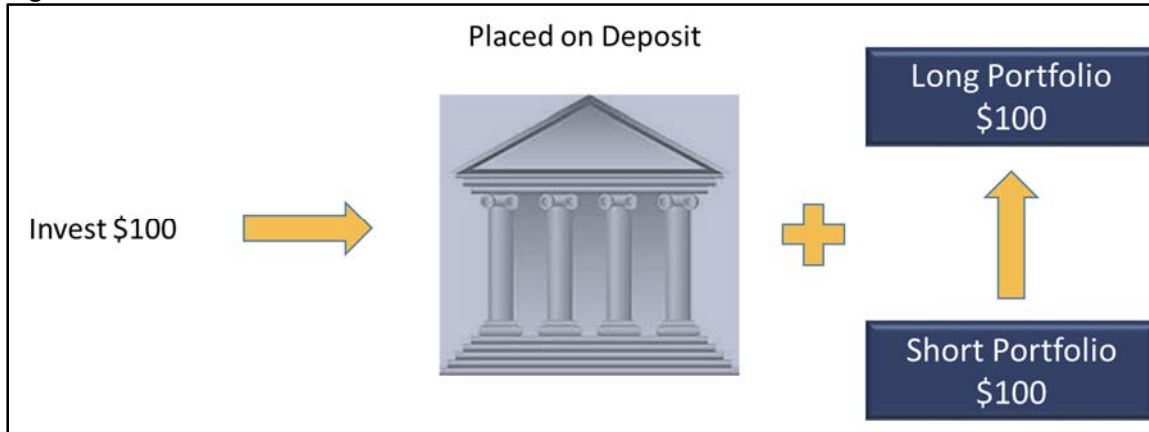 Placed on Deposit
Long Portfolio
$100
Invest $100
Short Portfolio
$100